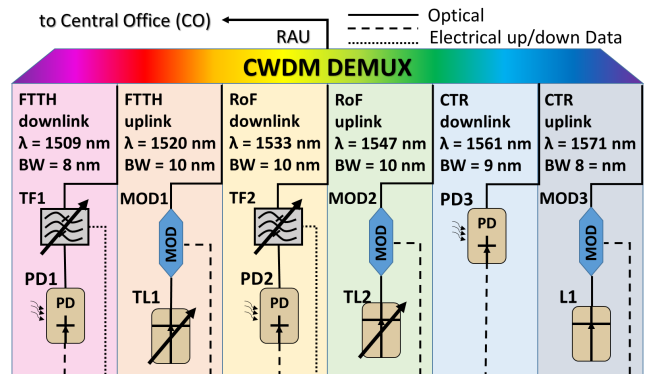 to Central Office (CO)
Optical
RAU
Electrical up/down Data
CWDM DEMUX
FTTH
downlink
λ = 1509 nm
BW = 8 nm
FTTH
uplink
λ = 1520 nm
BW = 10 nm
RoF
downlink
λ = 1533 nm
BW = 10 nm
RoF
uplink
λ = 1547 nm
BW = 10 nm
CTR
downlink
λ = 1561 nm
BW = 9 nm
CTR
uplink
λ = 1571 nm
BW 8 = nm
TF1
MOD1
TF2
MOD2
PD3
MOD3
MOD
MOD
PD
MOD
PD1
PD
TL1
PD2
PD
TL2
L1